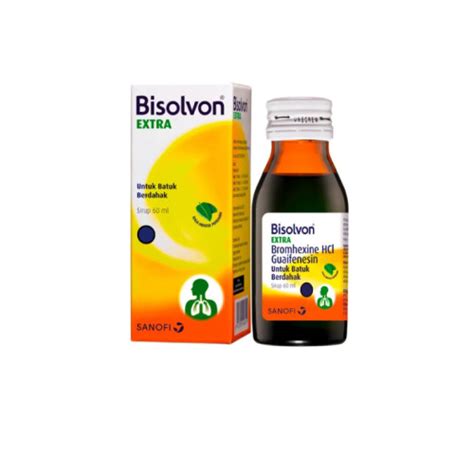 Bisolvon®
EXTRA
Untuk Batuk
Berdahak
Sirup 60 ml
SANOFI
Bisolvon®
EXTRA
Bromhexine HCl
Guaifenesin
Untuk Batuk
Berdahak
Sirup 60 ml
SANOFI